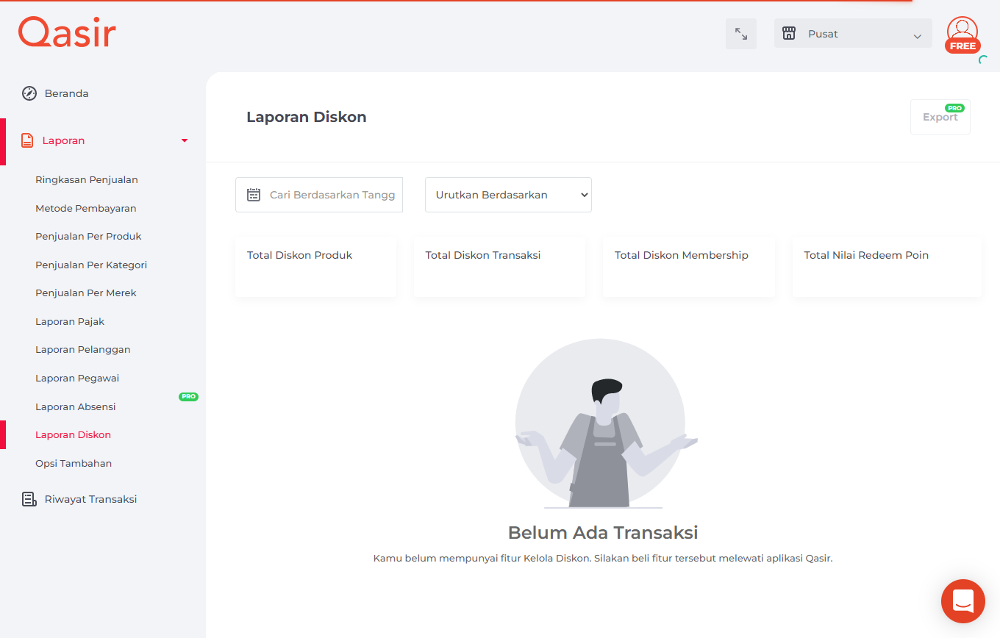 Qasir
Pusat
FREE
Beranda
Laporan
Ringkasan Penjualan
Metode Pembayaran
Penjualan Per Produk
Penjualan Per Kategori
Penjualan Per Merek
Laporan Pajak
Laporan Pelanggan
Laporan Pegawai
Laporan Absensi
PRO
Laporan Diskon
Opsi Tambahan
Riwayat Transaksi
Laporan Diskon
Export
PRO
Cari Berdasarkan Tangg
Urutkan Berdasarkan
Total Diskon Produk
Total Diskon Transaksi
Total Diskon Membership
Total Nilai Redeem Poin
Belum Ada Transaksi
Kamu belum mempunyai fitur Kelola Diskon. Silakan beli fitur tersebut melewati aplikasi Qasir.